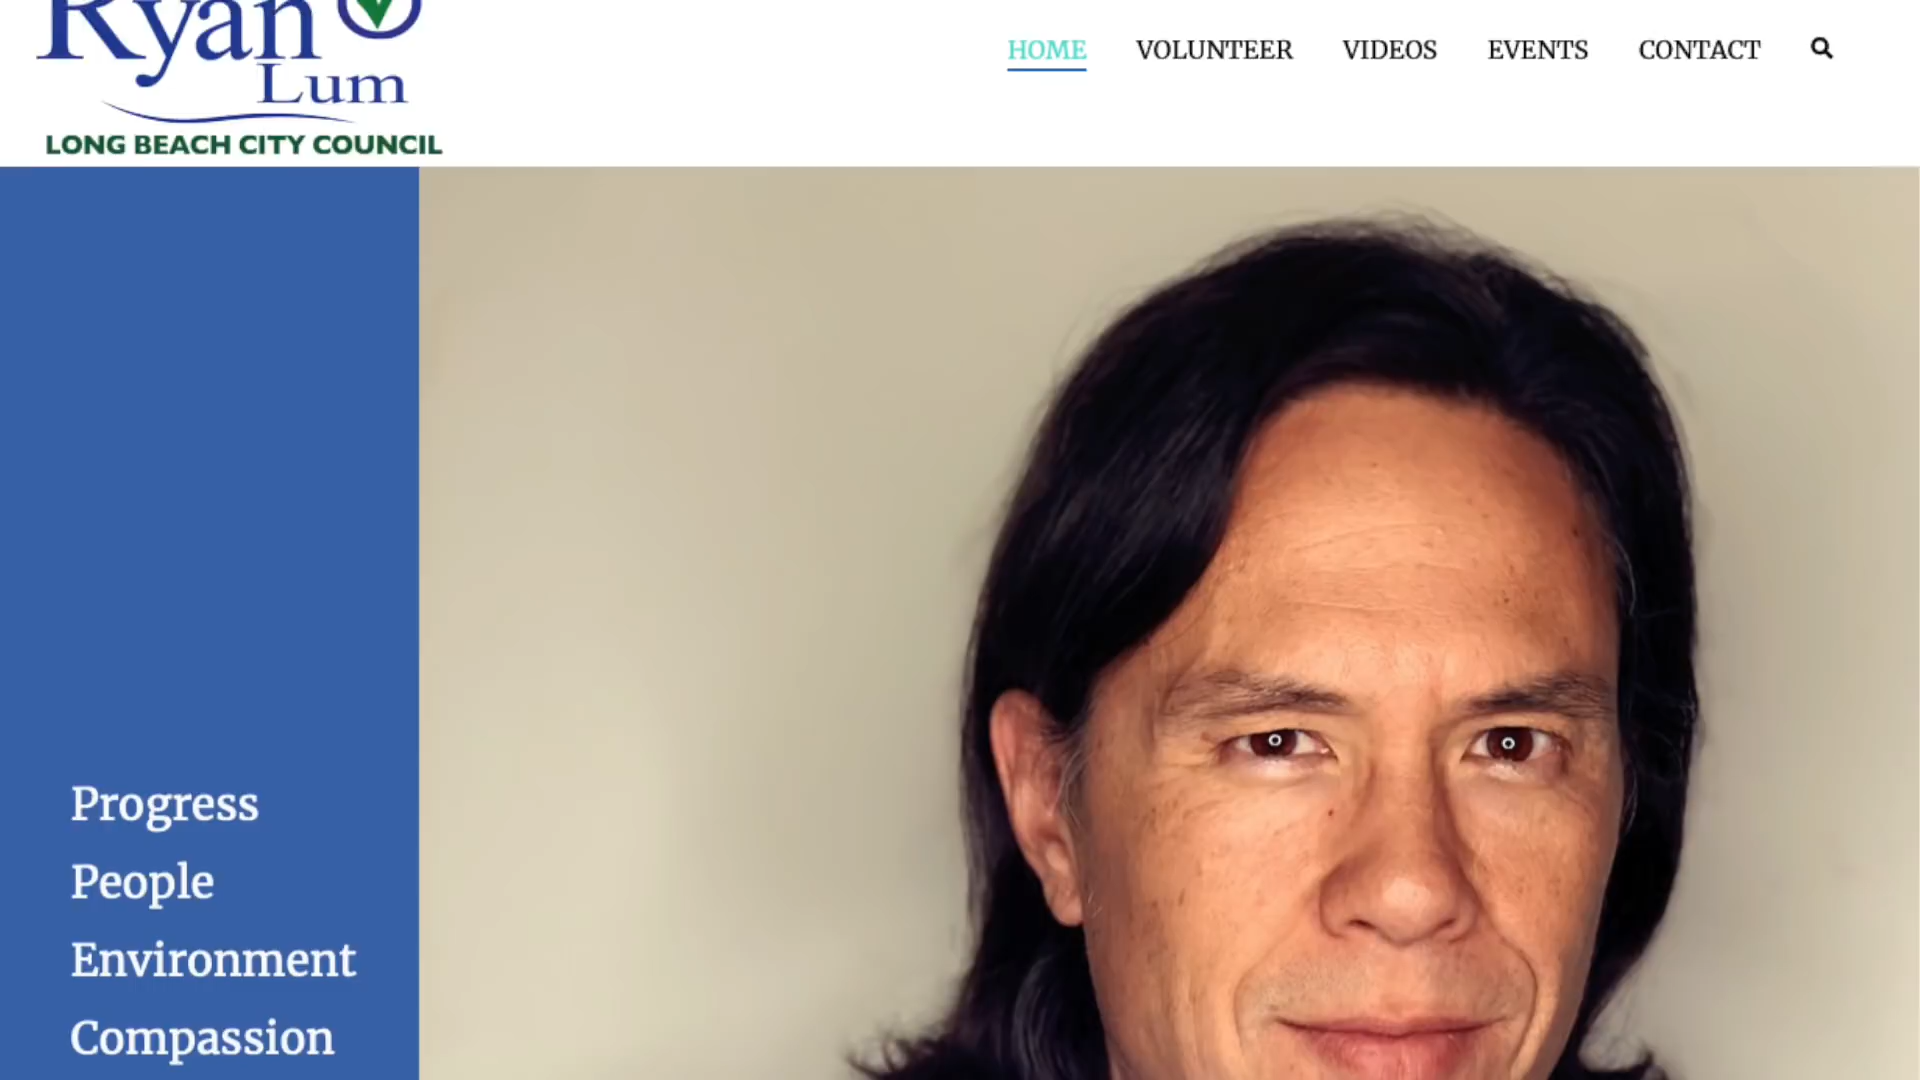 Ryan
Lum
LONG BEACH CITY COUNCIL
HOME VOLUNTEER VIDEOS EVENTS CONTACT
Progress
People
Environment
Compassion